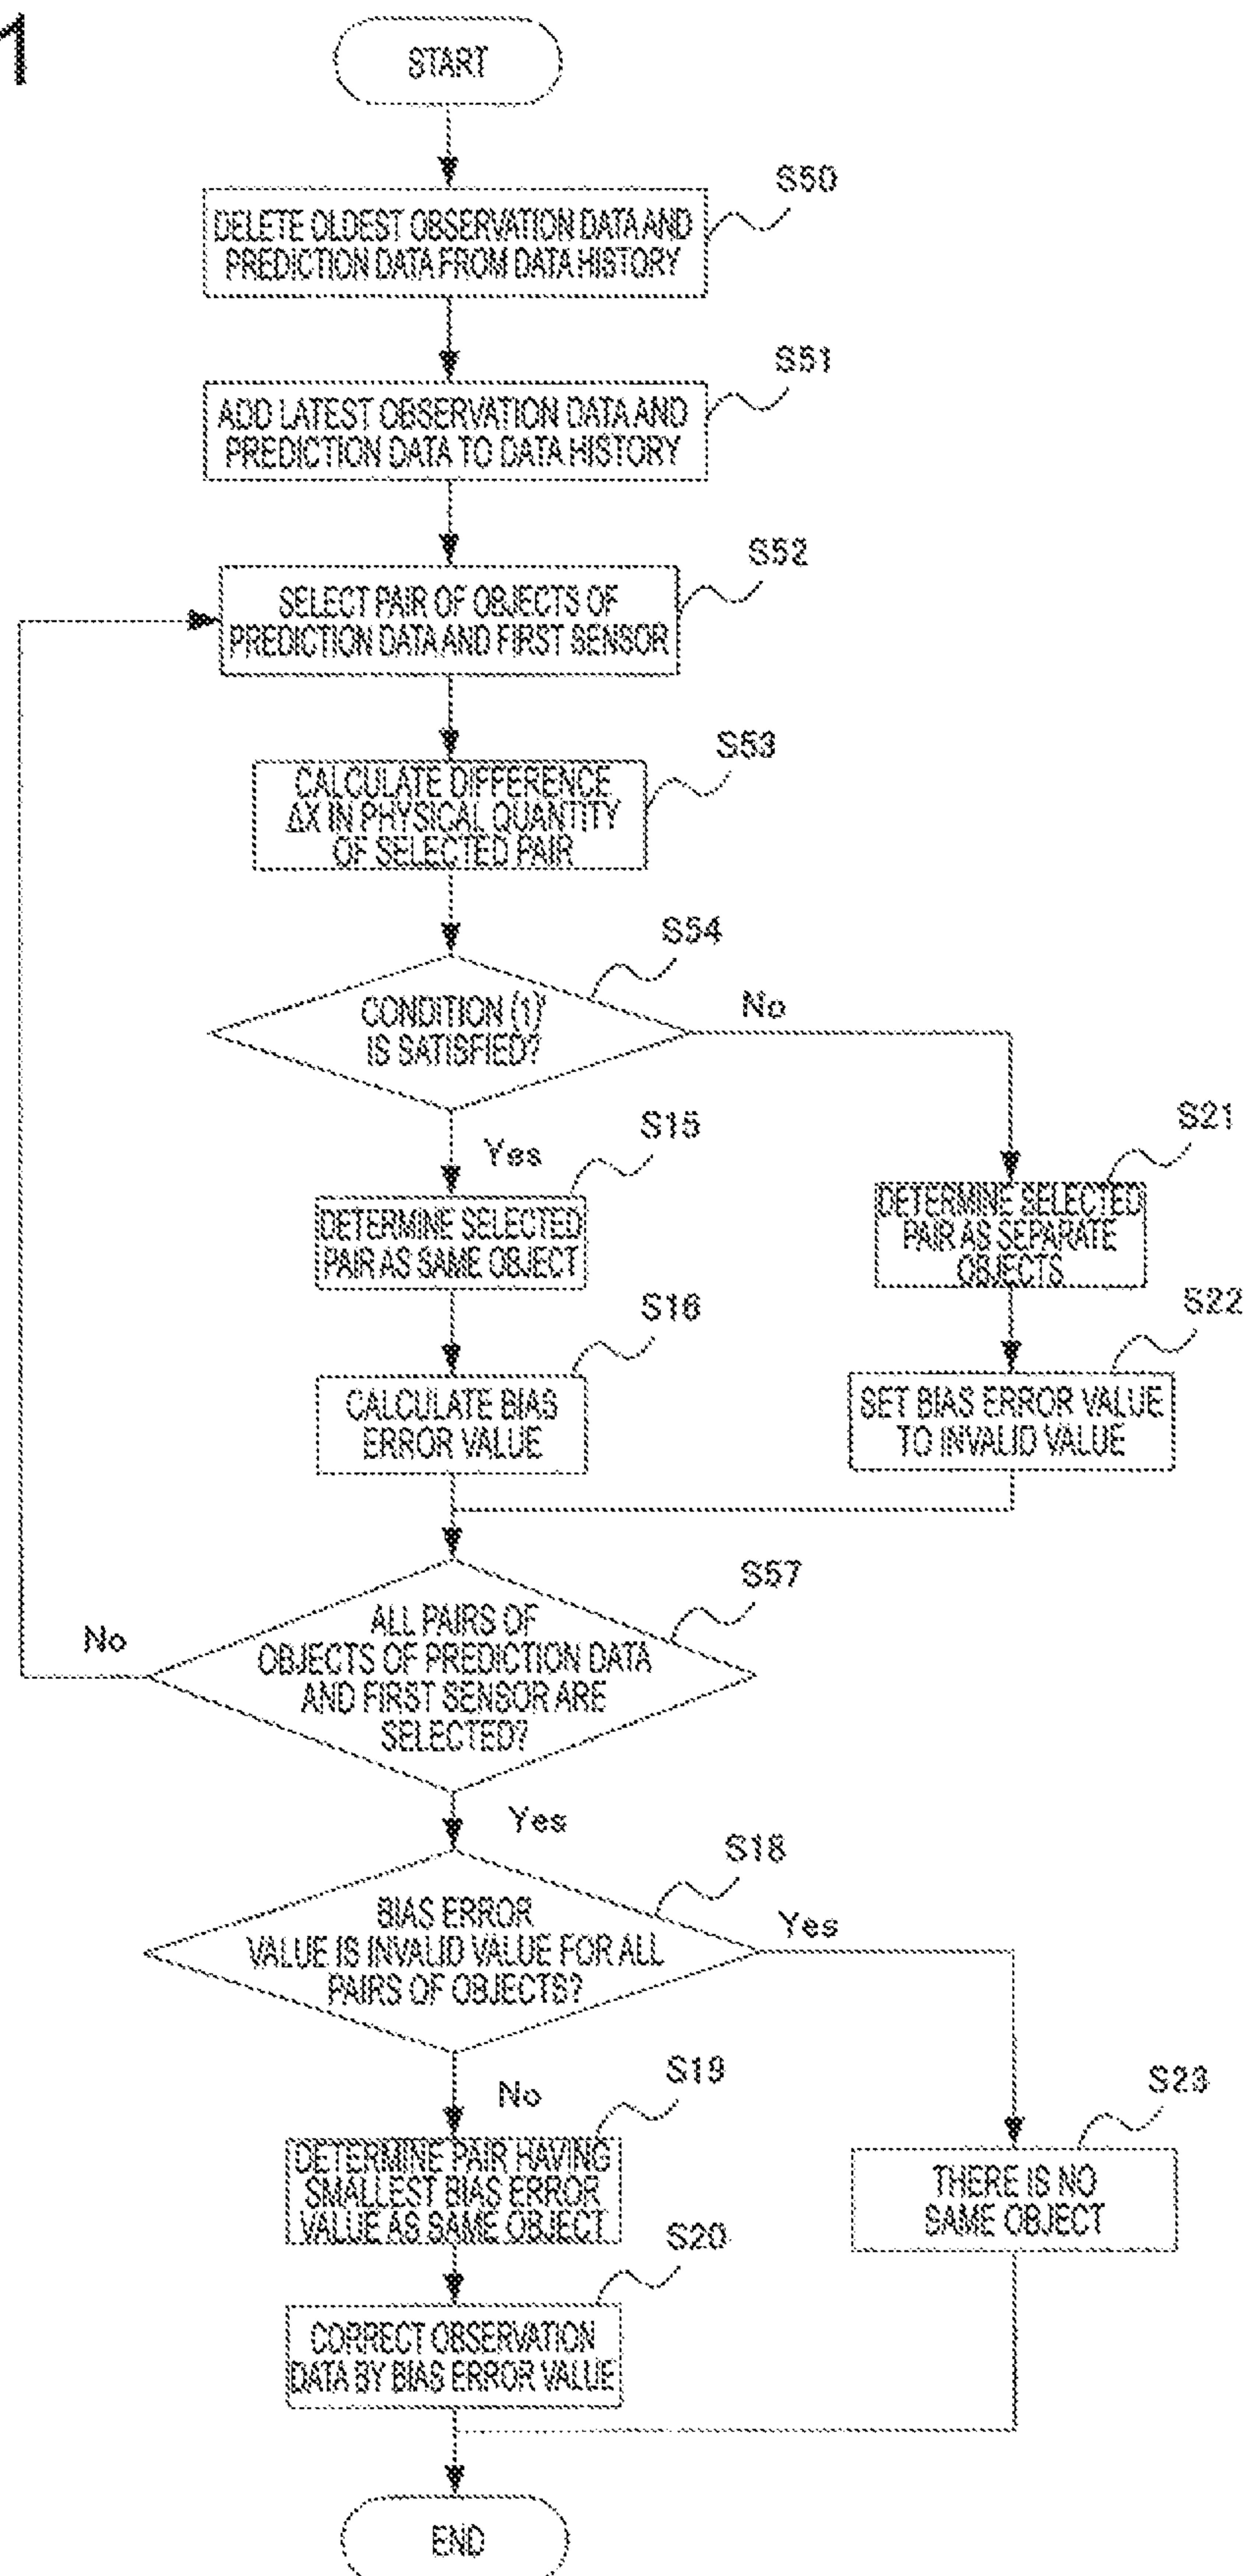 1
START
S50
DELETE OLDEST OBSERVATION DATA AND
PREDICTION DATA FROM DATA HISTORY
S51
ADD LATEST OBSERVATION DATA AND
PREDICTION DATA TO DATA HISTORY
S52
SELECT PAIR OF OBJECTS OF
PREDICTION DATA AND FIRST SENSOR
S53
CALCULATE DIFFERENCE
ΔX IN PHYSICAL QUANTITY
OF SELECTED PAIR
S54
CONDITION (1)'
IS SATISFIED?
No
Yes
S15
DETERMINE SELECTED
PAIR AS SAME OBJECT
S21
DETERMINE SELECTED
PAIR AS SEPARATE
OBJECTS
S16
CALCULATE BIAS
ERROR VALUE
S22
SET BIAS ERROR VALUE
TO INVALID VALUE
S57
ALL PAIRS OF
OBJECTS OF PREDICTION DATA
AND FIRST SENSOR ARE
SELECTED?
No
Yes
S18
BIAS ERROR
VALUE IS INVALID VALUE FOR ALL
PAIRS OF OBJECTS?
Yes
No
S19
DETERMINE PAIR HAVING
SMALLEST BIAS ERROR
VALUE AS SAME OBJECT
S23
THERE IS NO
SAME OBJECT
S20
CORRECT OBSERVATION
DATA BY BIAS ERROR VALUE
END